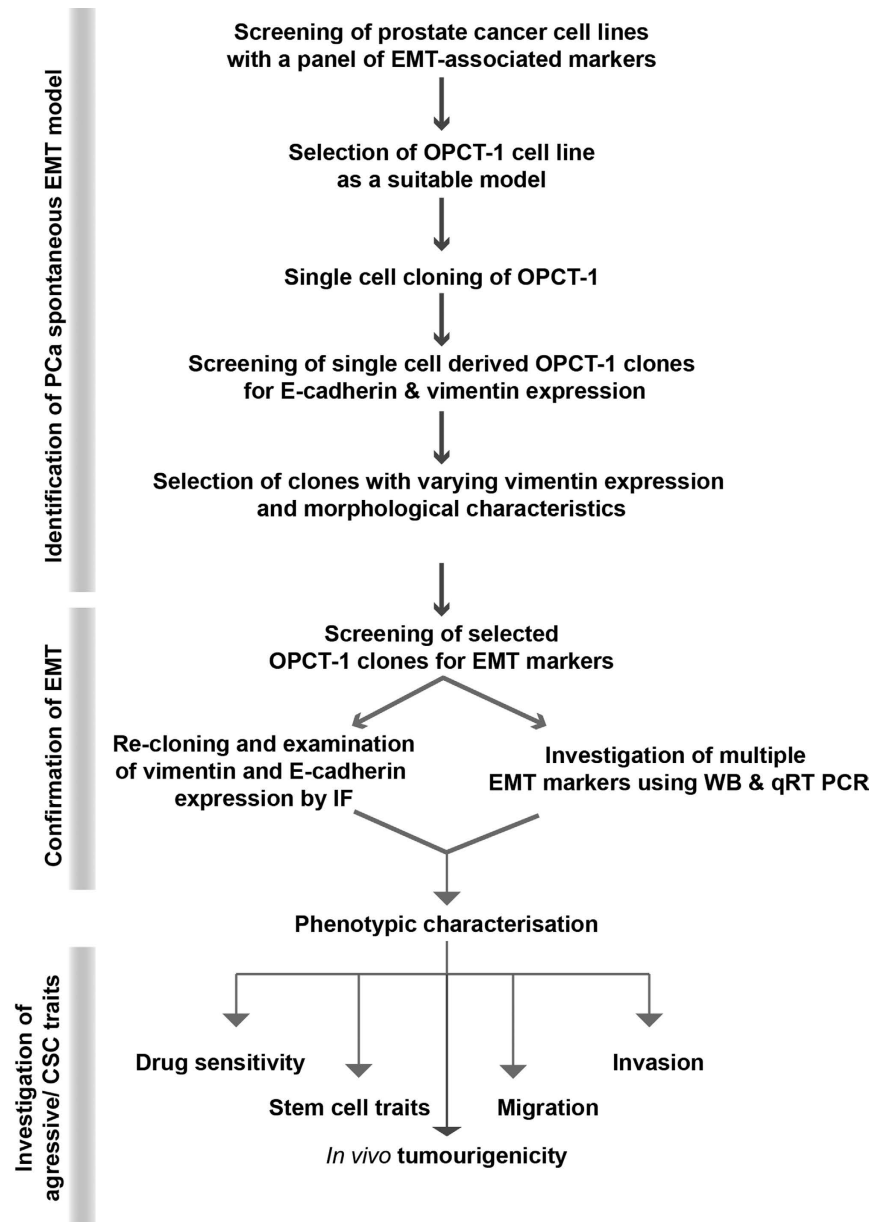 Identification of PCa spontaneous EMT model
Screening of prostate cancer cell lines
with a panel of EMT-associated markers
Selection of OPCT-1 cell line
as a suitable model
Single cell cloning of OPCT-1
Screening of single cell derived OPCT-1 clones
for E-cadherin & vimentin expression
Selection of clones with varying vimentin expression
and morphological characteristics
Confirmation of EMT
Screening of selected
OPCT-1 clones for EMT markers
Re-cloning and examination
of vimentin and E-cadherin
expression by IF
Investigation of multiple
EMT markers using WB & qRT PCR
Phenotypic characterisation
Investigation of
agressive/ CSC traits
Drug sensitivity
Stem cell traits
In vivo tumourigenicity
Migration
Invasion